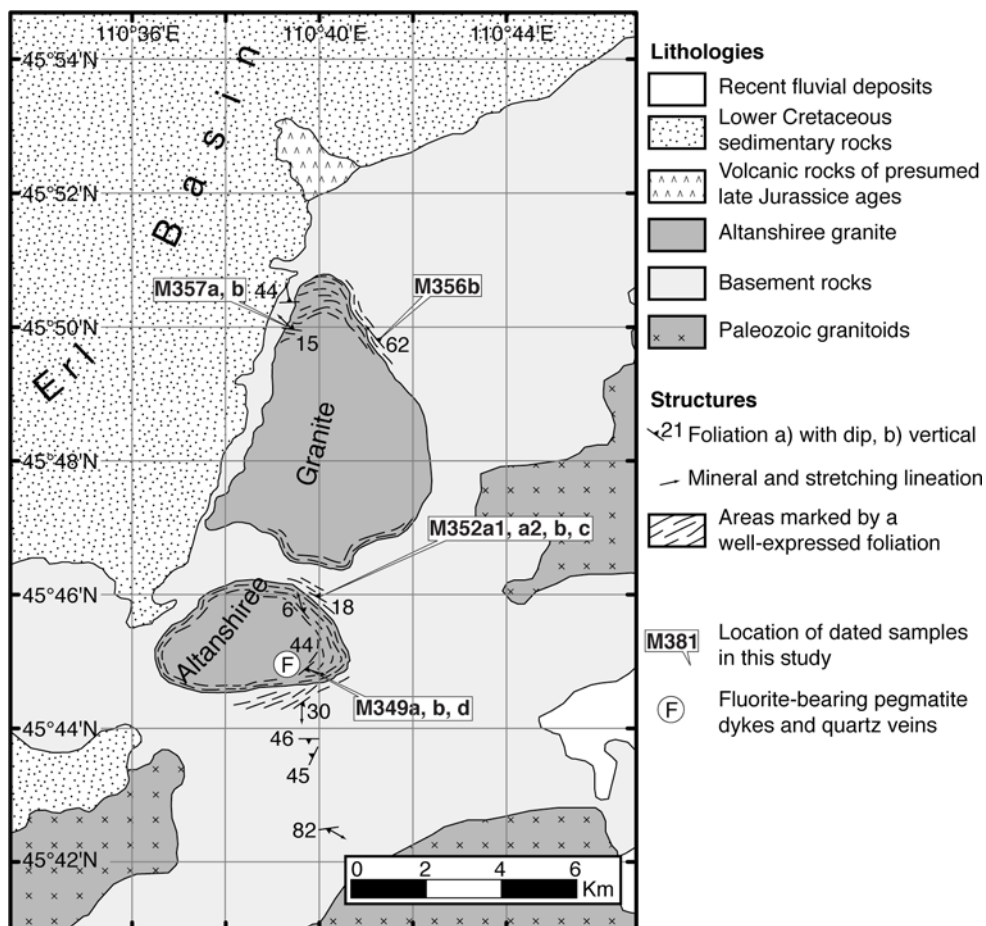 110°36'E
110°40'E
110°44'E
45°54'N
45°52'N
45°50'N
45°48'N
45°46'N
45°44'N
45°42'N
Erl Basin
M357a, b
44
M356b
15
62
Granite
M352a1, a2, b, c
6
18
Altanshiree
44
F
M349a, b, d
30
46
45
82
0 2 4 6
Km
Lithologies
Recent fluvial deposits
Lower Cretaceous
sedimentary rocks
Volcanic rocks of presumed
late Jurassice ages
Altanshiree granite
Basement rocks
Paleozoic granitoids
Structures
21 Foliation a) with dip, b) vertical
Mineral and stretching lineation
Areas marked by a
well-expressed foliation
M381
Location of dated samples
in this study
F
Fluorite-bearing pegmatite
dykes and quartz veins